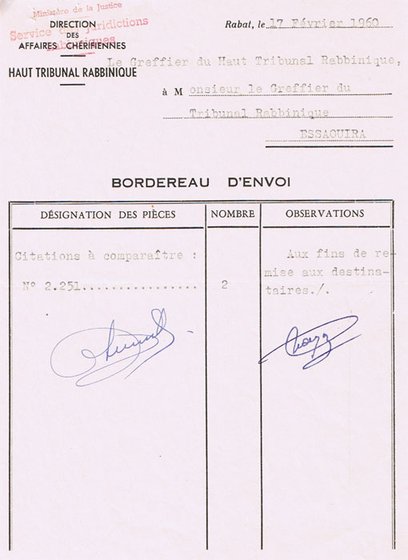 Ministère de la Justice
Service des Juridictions
Rabbiniques
DIRECTION
DES
AFFAIRES CHÉRIFIENNES
HAUT TRIBUNAL RABBINIQUE
Rabat, le 17 Février 1960
Le Greffier du Haut Tribunal Rabbinique,
à Monsieur le Greffier du
Tribunal Rabbinique
ESSAOUIRA
BORDEREAU D'ENVOI
DÉSIGNATION DES PIÈCES
NOMBRE
OBSERVATIONS
Citations à comparaître :
N° 2.251................
2
Aux fins de re-
mise aux destina-
taires./.